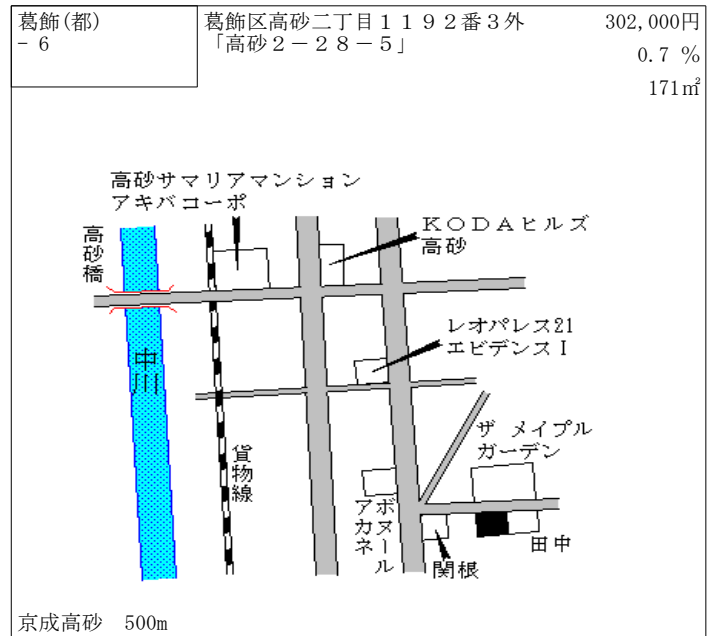 葛飾(都)
- 6
葛飾区高砂二丁目１１９２番３外
「高砂２－２８－５」
302,000円
0.7 %
171㎡
高砂サマリアマンション
アキバコーポ
ＫＯＤＡヒルズ
高砂
高砂橋
レオパレス21
エビデンスＩ
中川
ザ メイプル
ガーデン
貨物線
ボヌール
アカネ
関根
田中
京成高砂　500m